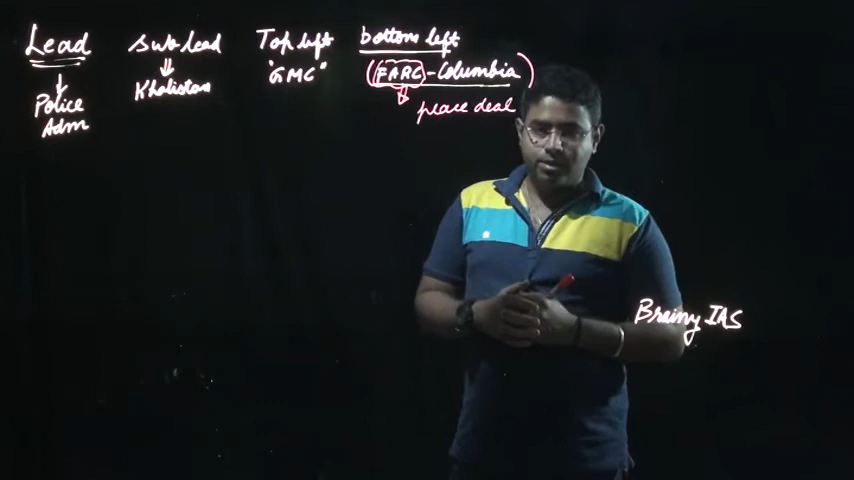 Lead
Sub lead
Top left
bottom left
Police
Adm
Khalistan
"GMC"
(FARC-Columbia)
peace deal
Brainy IAS